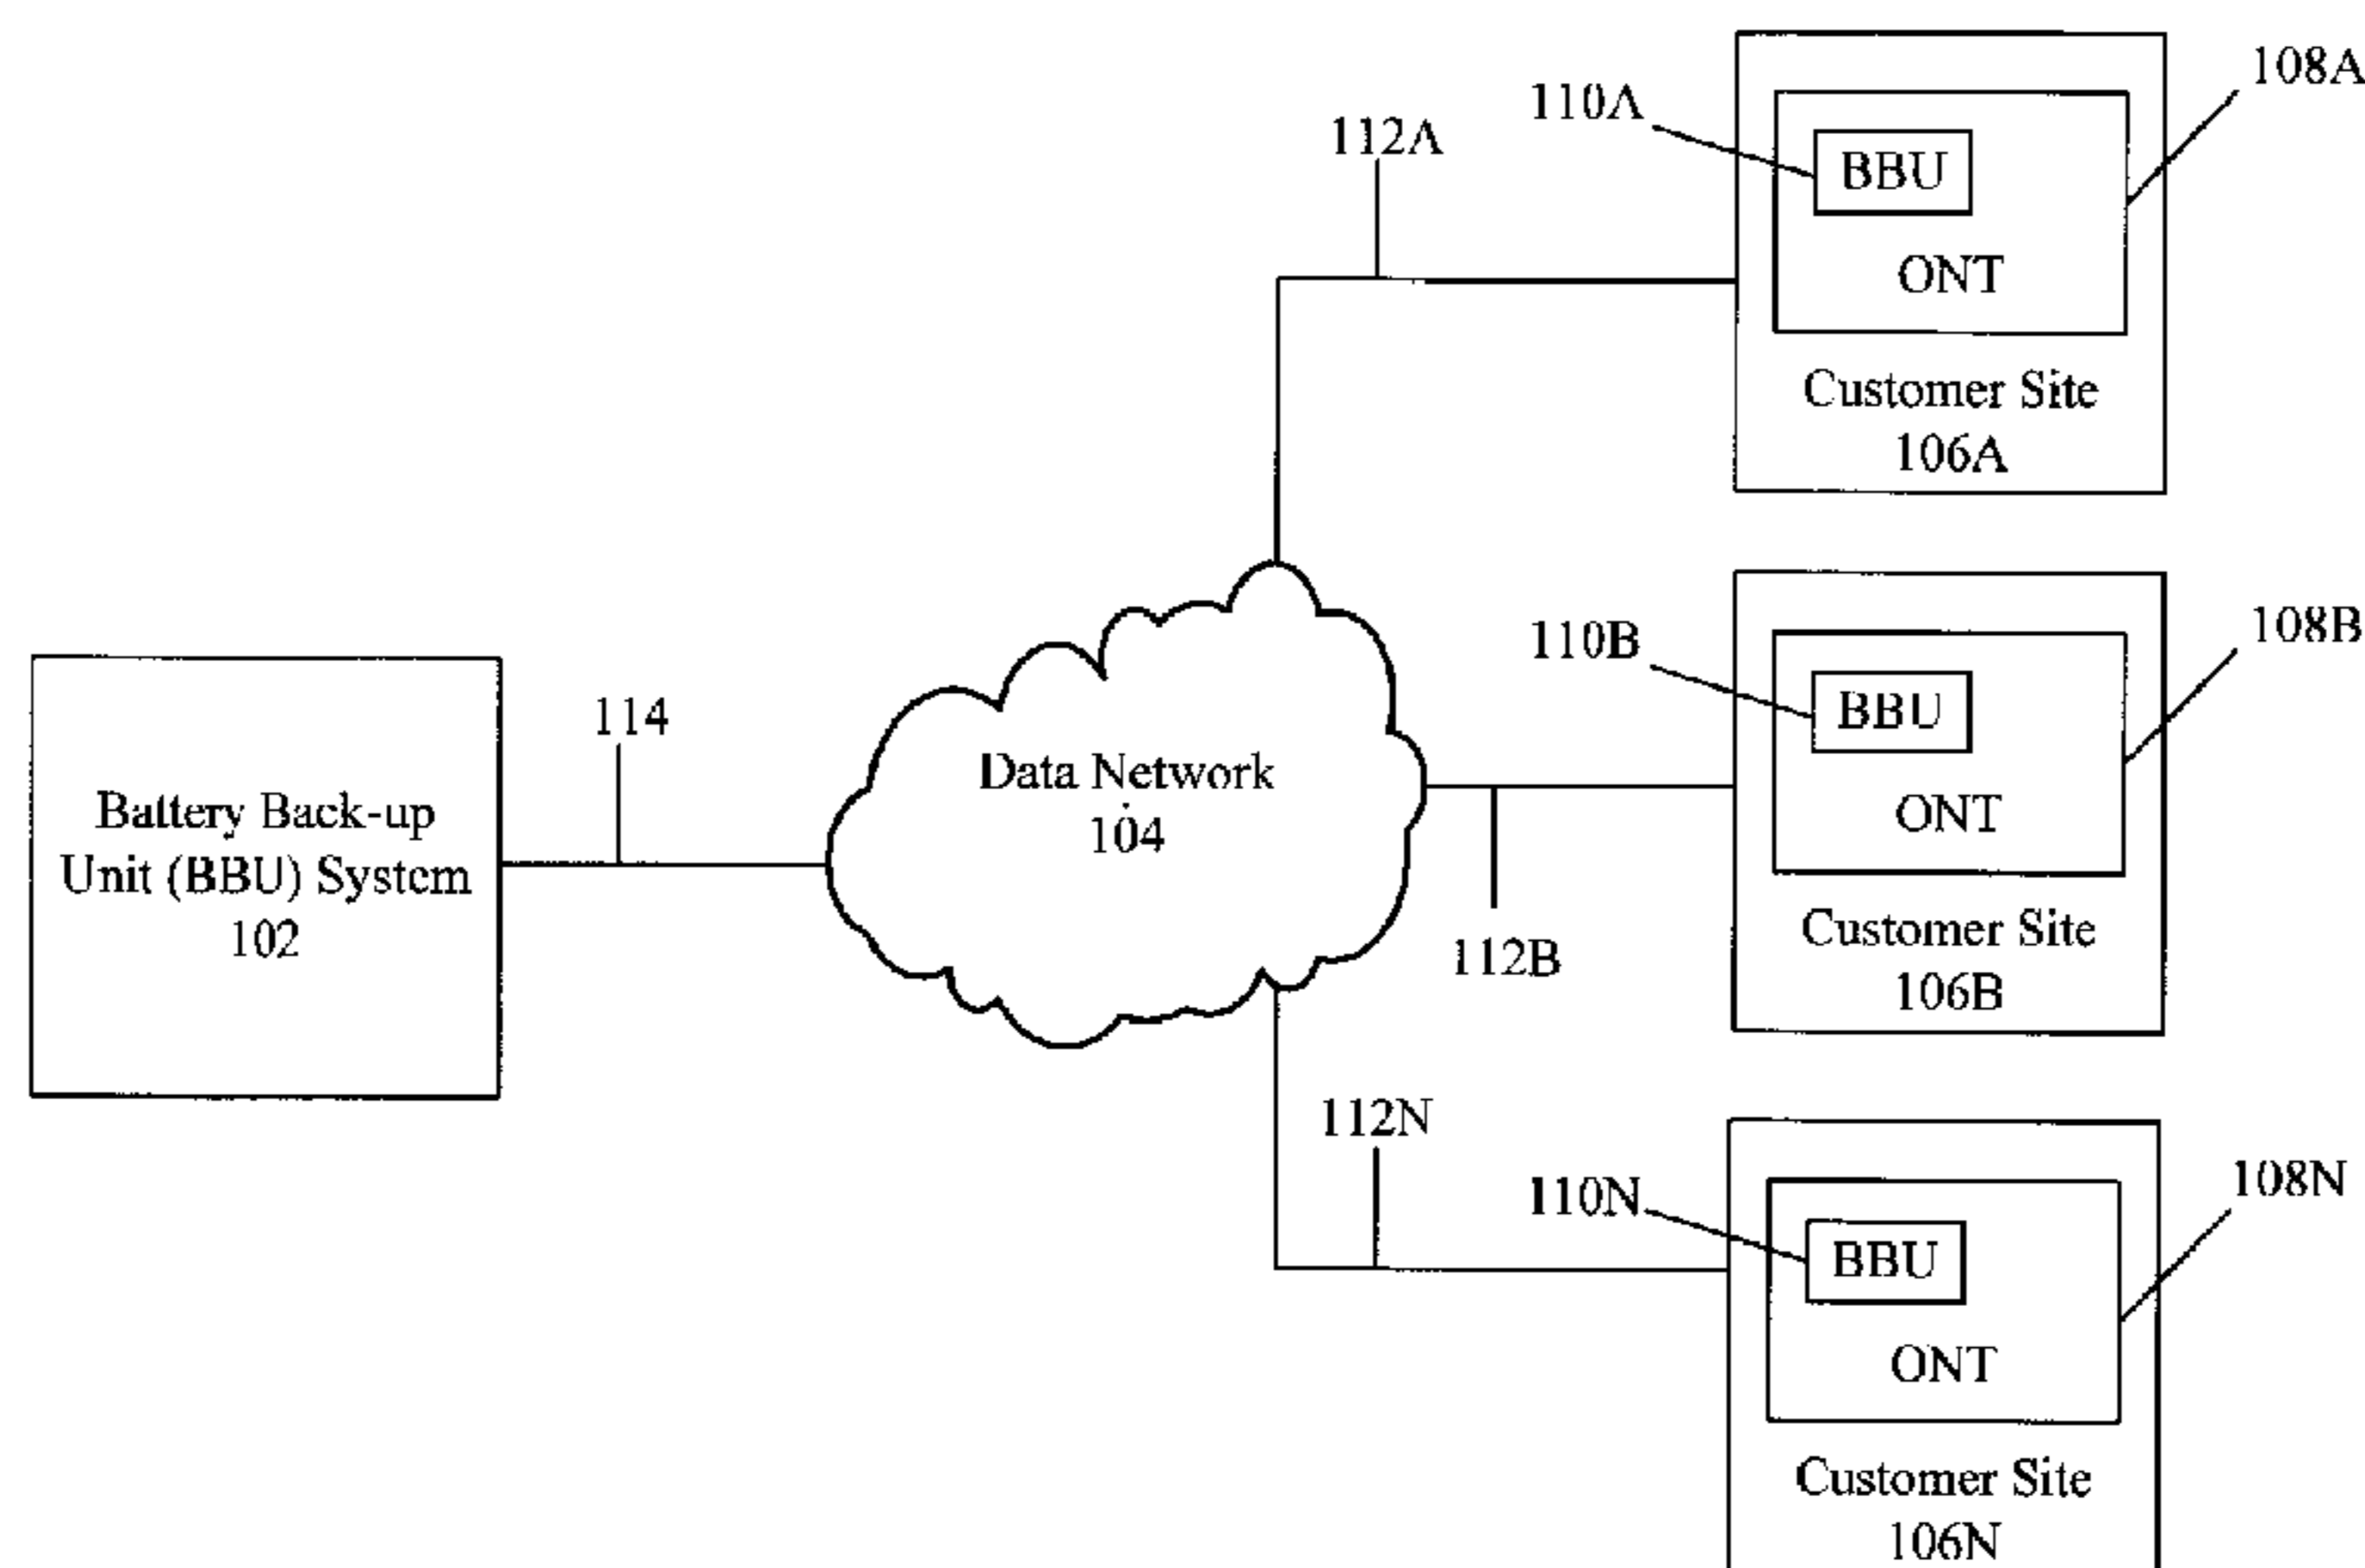 108A
110A
112A
BBU
ONT
Customer Site
106A
108B
110B
BBU
114
Data Network
104
Battery Back-up
Unit (BBU) System
102
ONT
112B
Customer Site
106B
112N
108N
110N
BBU
ONT
Customer Site
106N